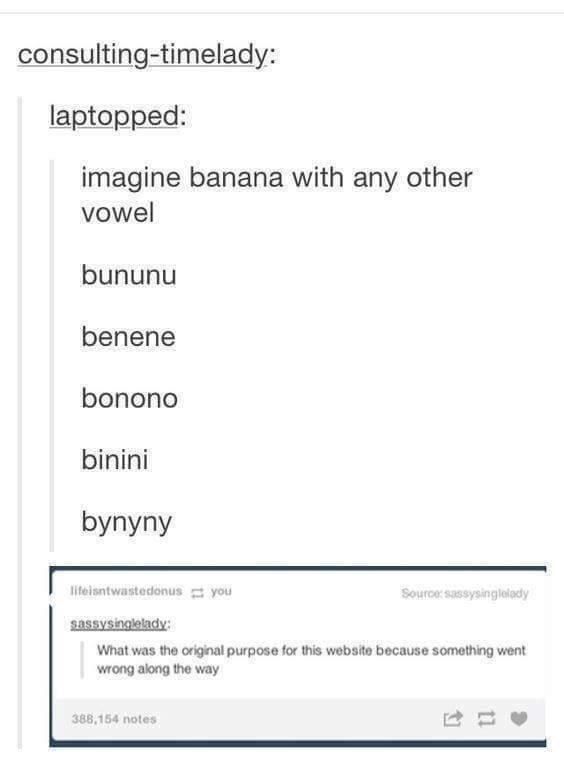 consulting-timelady:
laptopped:
imagine banana with any other
vowel
bununu
benene
bonono
binini
bynyny
lifeisntwastedonus you
Source: sassysinglelady
sassysinglelady:
What was the original purpose for this website because something went
wrong along the way
388,154 notes